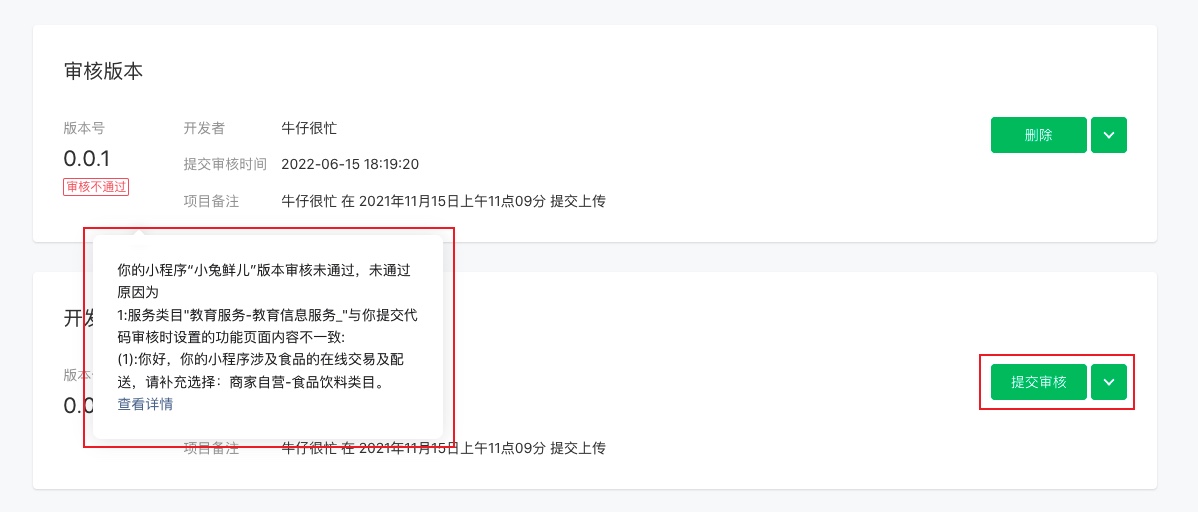 审核版本
版本号
开发者
牛仔很忙
删除
0.0.1
提交审核时间
2022-06-15 18:19:20
审核不通过
项目备注
牛仔很忙 在 2021年11月15日上午11点09分 提交上传
你的小程序“小兔鲜儿”版本审核未通过，未通过
原因为
1:服务类目"教育服务-教育信息服务_"与你提交代
码审核时设置的功能页面内容不一致:
(1):你好，你的小程序涉及食品的在线交易及配
送，请补充选择：商家自营-食品饮料类目。
查看详情
开发
版本
提交审核
0.0
项目备注
牛仔很忙 在 2021年11月15日上午11点09分 提交上传